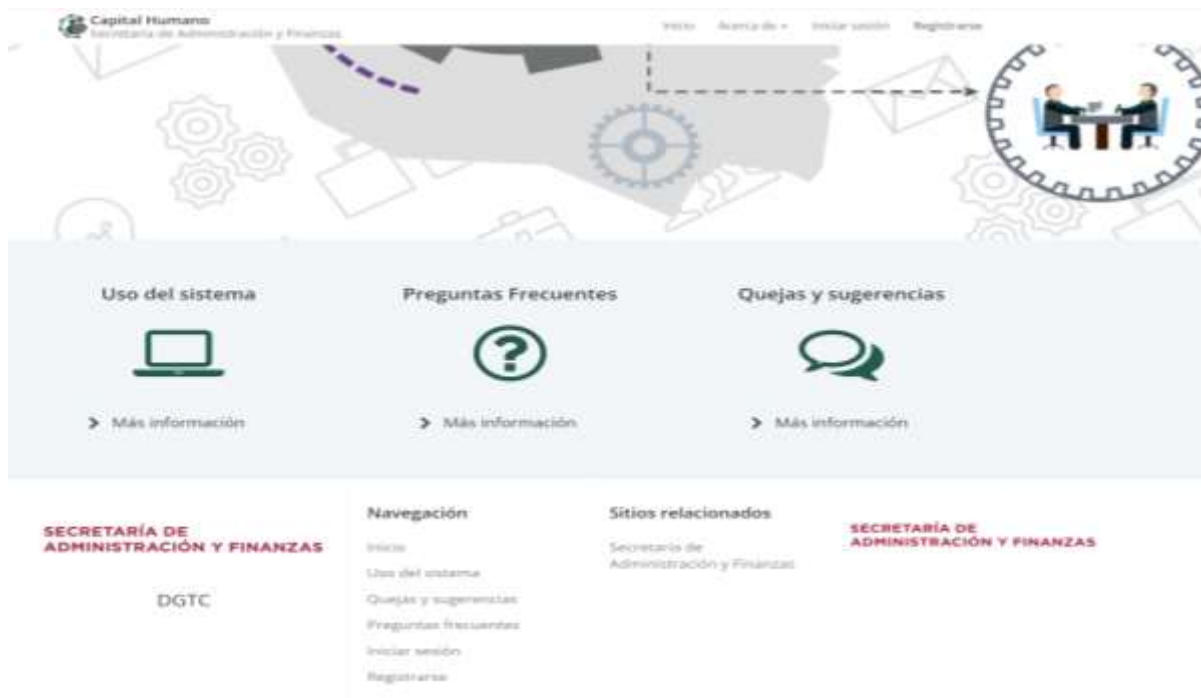 Capital Humano
Secretaría de Administración y Finanzas
Inicio Acerca de Iniciar sesión Registrarse
Uso del sistema
Preguntas Frecuentes
Quejas y sugerencias
Más información
Más información
Más información
SECRETARÍA DE
ADMINISTRACIÓN Y FINANZAS
DGTC
Navegación
Inicio
Uso del sistema
Quejas y sugerencias
Preguntas frecuentes
Iniciar sesión
Registrarse
Sitios relacionados
Secretaría de
Administración y Finanzas
SECRETARÍA DE
ADMINISTRACIÓN Y FINANZAS